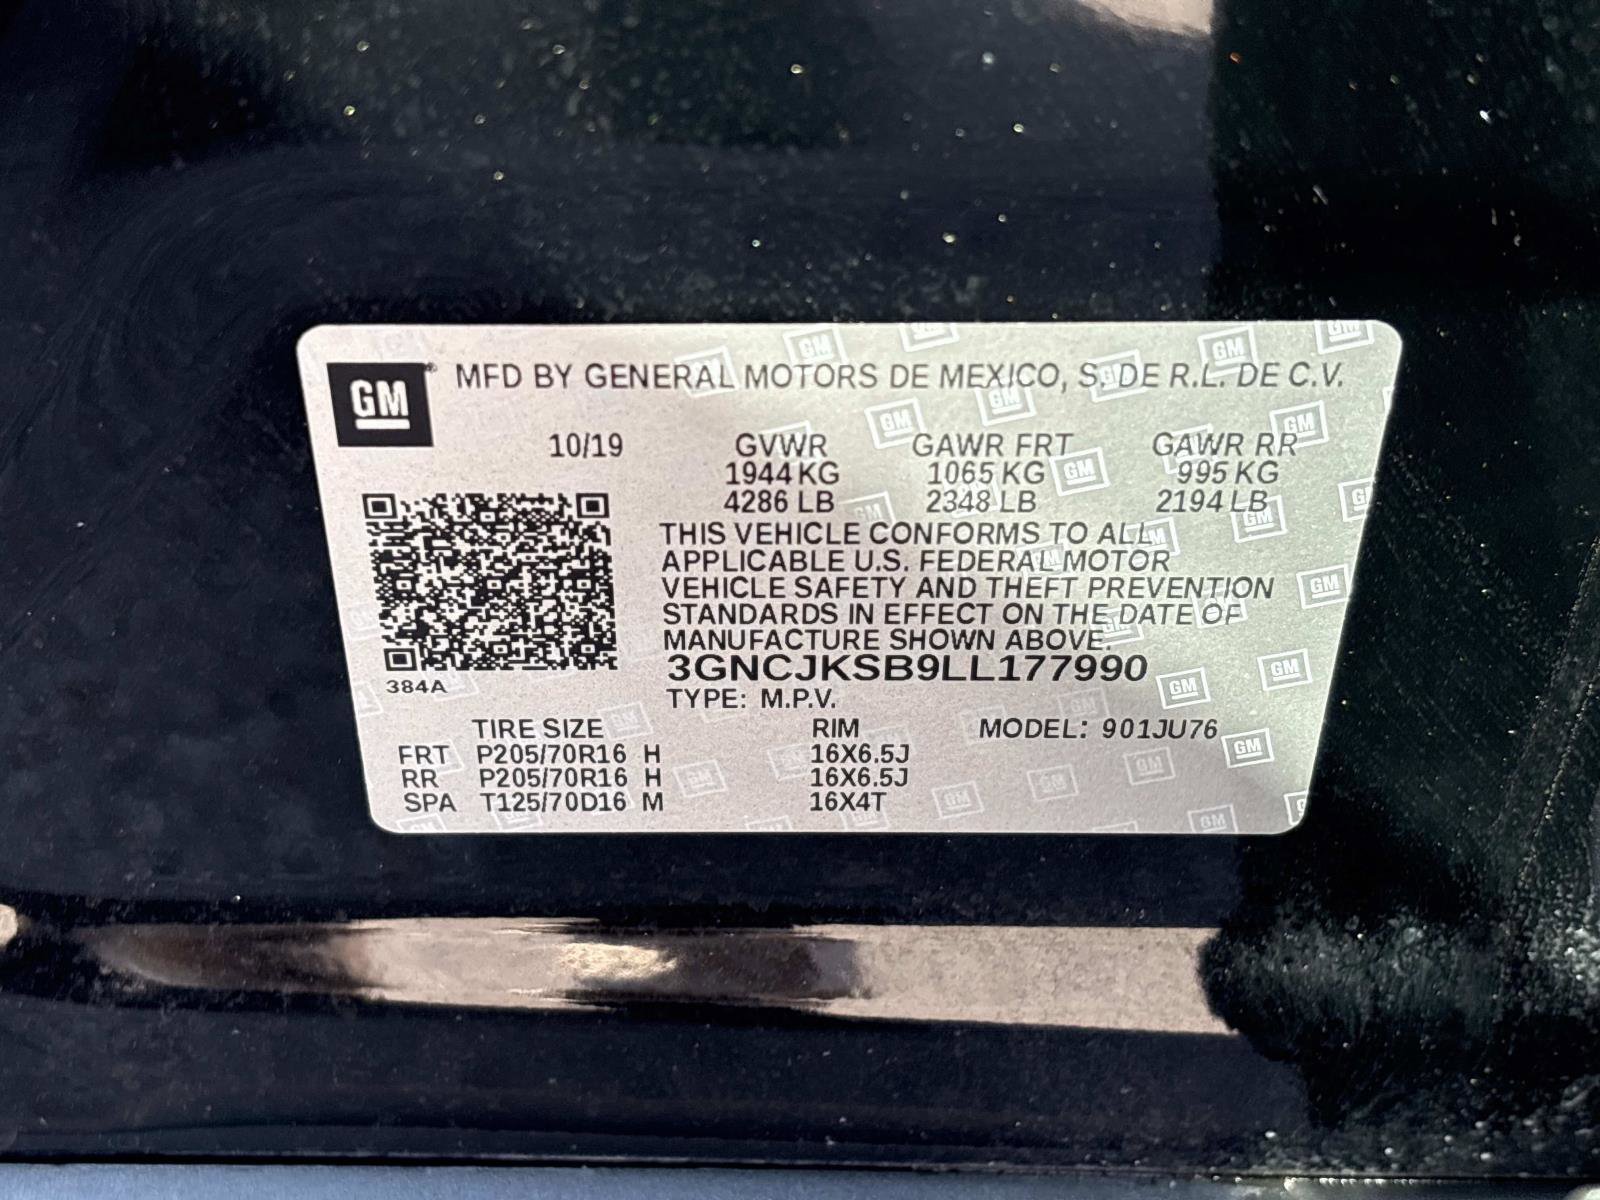 GM® MFD BY GENERAL MOTORS DE MEXICO, S. DE R.L. DE C.V.
10/19 GVWR GAWR FRT GAWR RR
1944 KG 1065 KG 995 KG
4286 LB 2348 LB 2194 LB
THIS VEHICLE CONFORMS TO ALL
APPLICABLE U.S. FEDERAL MOTOR
VEHICLE SAFETY AND THEFT PREVENTION
STANDARDS IN EFFECT ON THE DATE OF
MANUFACTURE SHOWN ABOVE.
3GNCJKSB9LL177990
384A
TYPE: M.P.V.
TIRE SIZE RIM MODEL: 901JU76
FRT P205/70R16 H 16X6.5J
RR P205/70R16 H 16X6.5J
SPA T125/70D16 M 16X4T